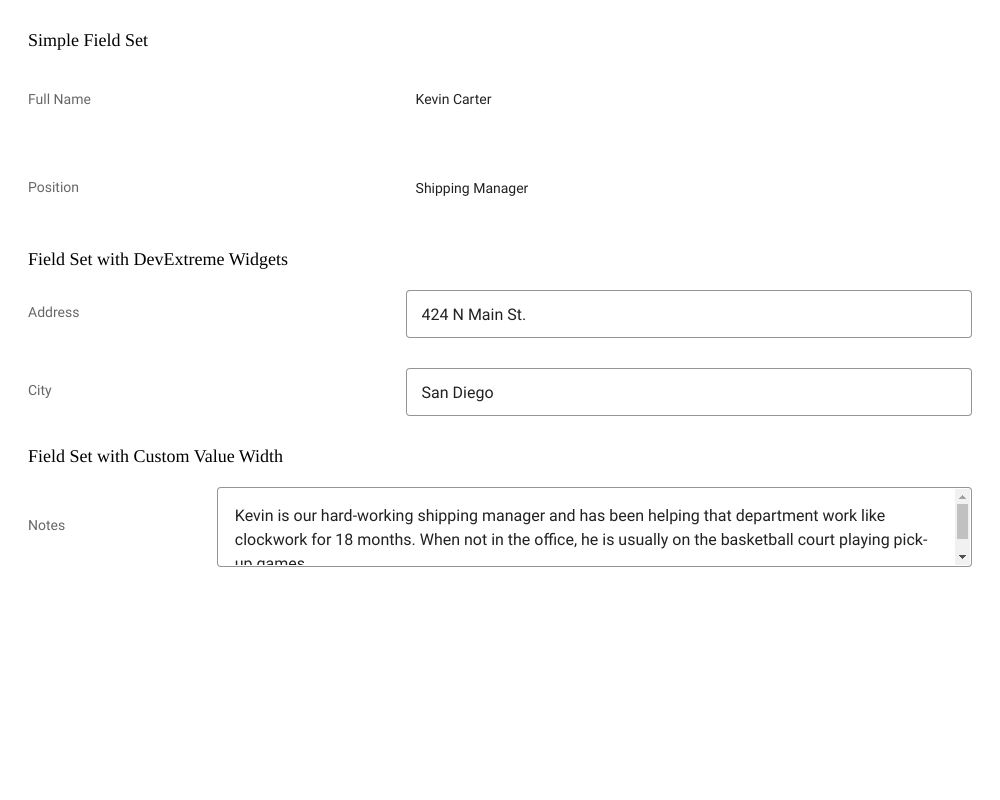 Simple Field Set
Full Name
Kevin Carter
Position
Shipping Manager
Field Set with DevExtreme Widgets
Address
424 N Main St.
City
San Diego
Field Set with Custom Value Width
Notes
Kevin is our hard-working shipping manager and has been helping that department work like
clockwork for 18 months. When not in the office, he is usually on the basketball court playing pick-
up games.